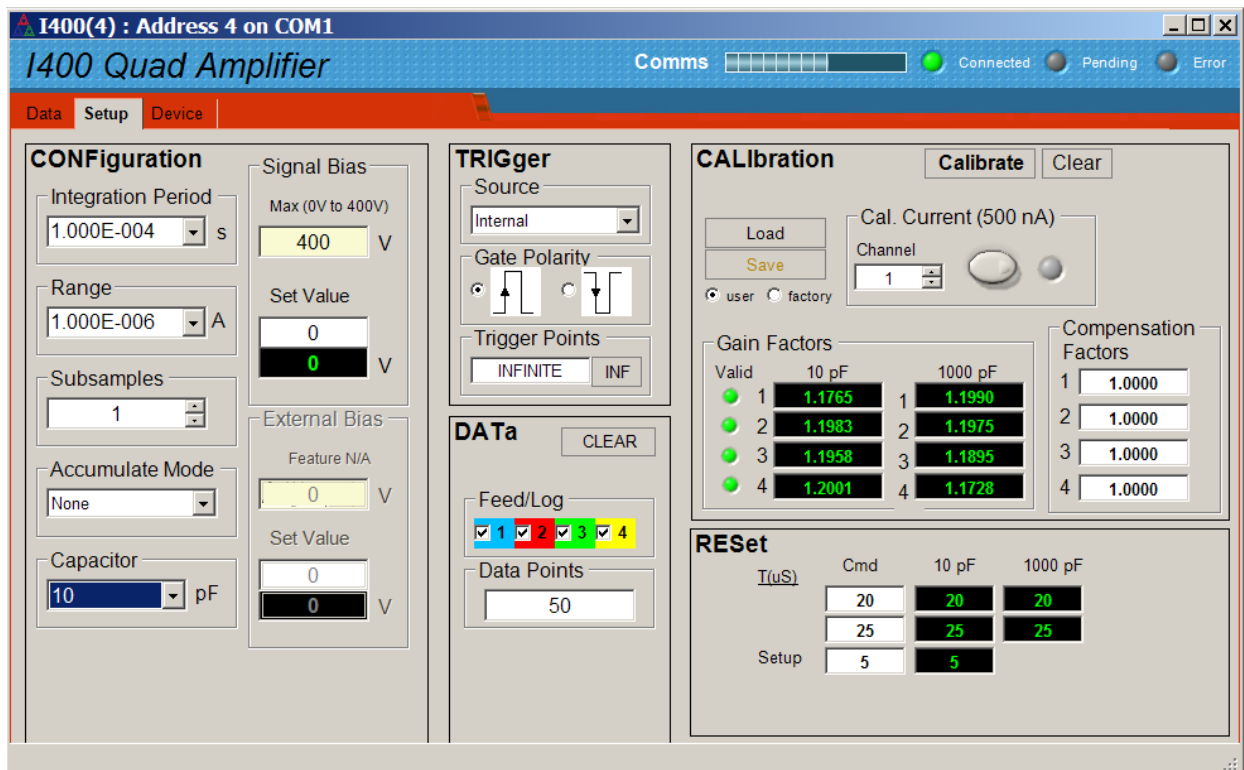 I400(4) : Address 4 on COM1
I400 Quad Amplifier
Comms
Connected
Pending
Error
Data
Setup
Device
CONFiguration
Integration Period
1.000E-004 s
Range
1.000E-006 A
Subsamples
1
Accumulate Mode
None
Capacitor
10 pF
Signal Bias
Max (0V to 400V)
400 V
Set Value
0
0 V
External Bias
Feature N/A
0 V
Set Value
0
0 V
TRIGger
Source
Internal
Gate Polarity
Trigger Points
INFINITE INF
DATa
CLEAR
Feed/Log
1 2 3 4
Data Points
50
CALIbration
Calibrate
Clear
Load
Save
user factory
Cal. Current (500 nA)
Channel
1
Gain Factors
Valid 10 pF 1000 pF
1 1.1765 1 1.1990
2 1.1983 2 1.1975
3 1.1958 3 1.1895
4 1.2001 4 1.1728
Compensation
Factors
1 1.0000
2 1.0000
3 1.0000
4 1.0000
RESet
T(uS) Cmd 10 pF 1000 pF
20 20 20
25 25 25
Setup 5 5